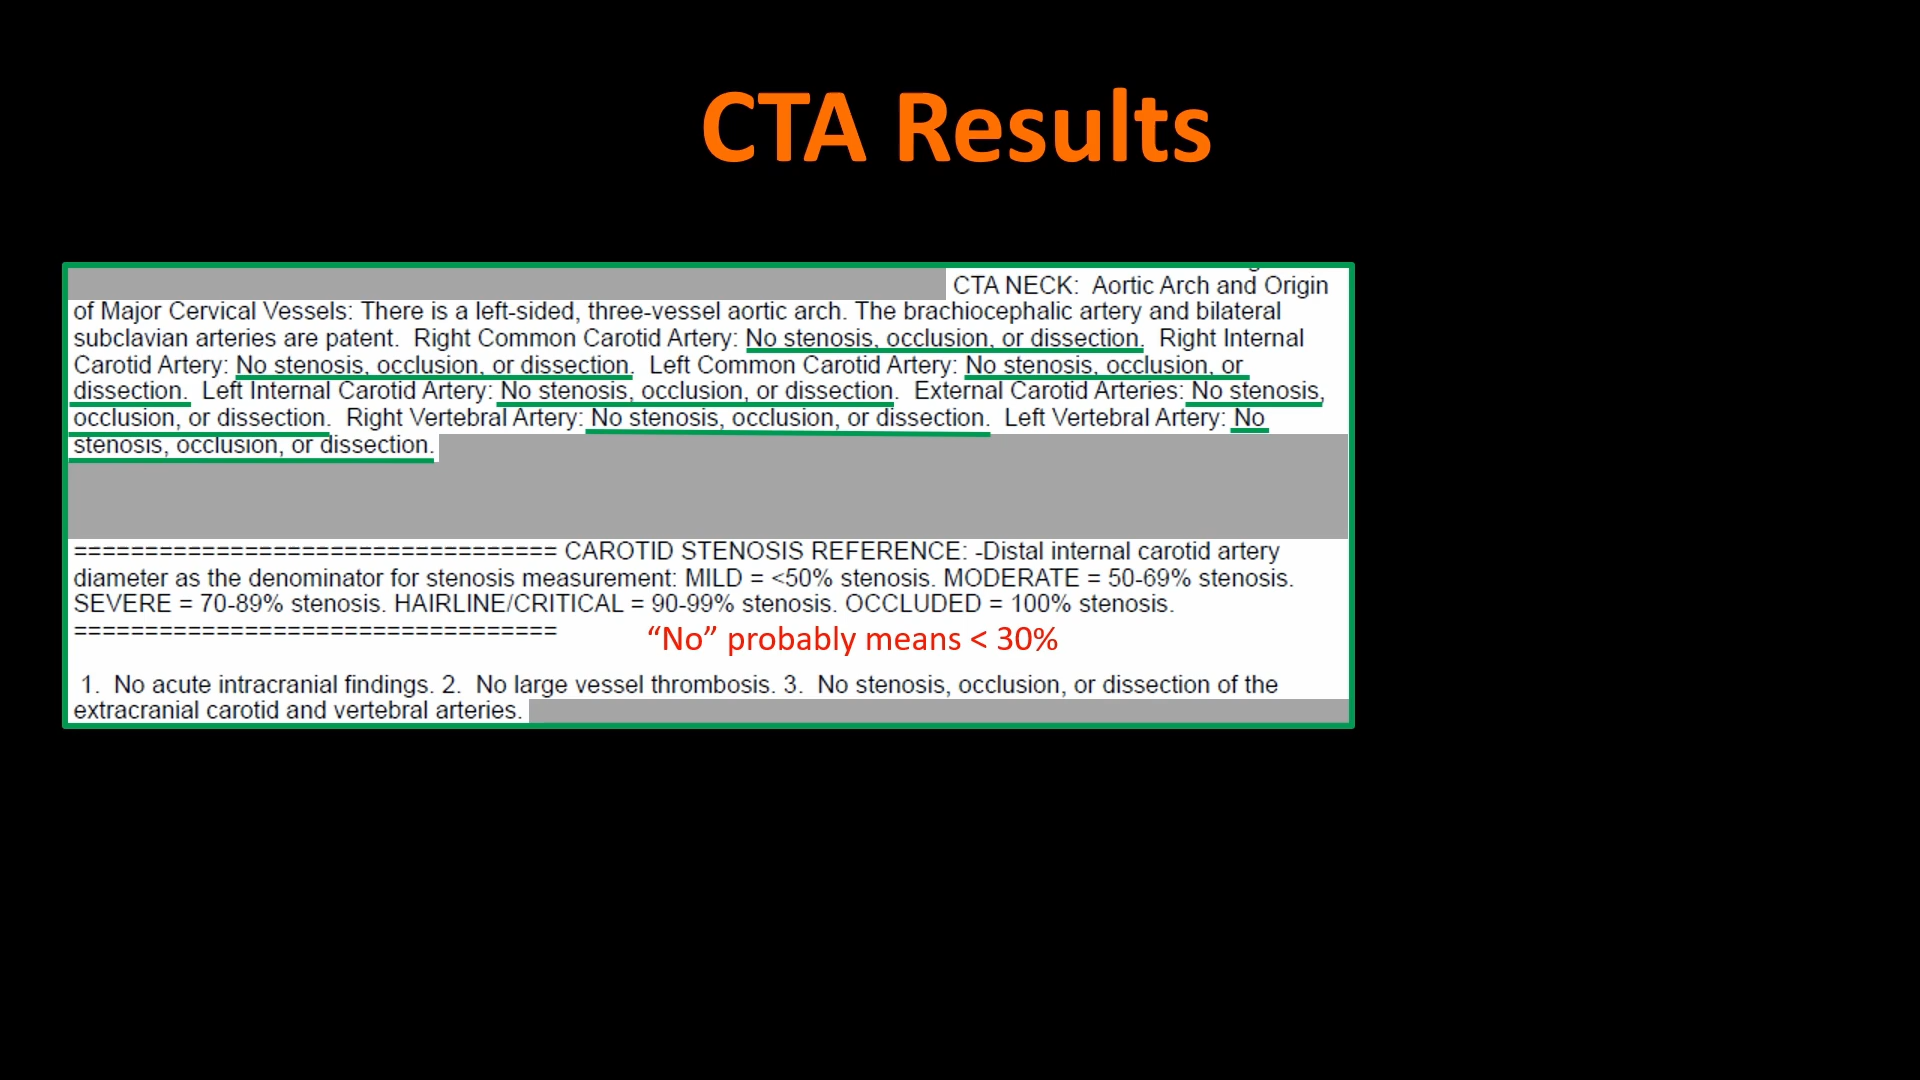 CTA Results
CTA NECK: Aortic Arch and Origin
of Major Cervical Vessels: There is a left-sided, three-vessel aortic arch. The brachiocephalic artery and bilateral
subclavian arteries are patent. Right Common Carotid Artery: No stenosis, occlusion, or dissection. Right Internal
Carotid Artery: No stenosis, occlusion, or dissection. Left Common Carotid Artery: No stenosis, occlusion, or
dissection. Left Internal Carotid Artery: No stenosis, occlusion, or dissection. External Carotid Arteries: No stenosis,
occlusion, or dissection. Right Vertebral Artery: No stenosis, occlusion, or dissection. Left Vertebral Artery: No
stenosis, occlusion, or dissection.
================================== CAROTID STENOSIS REFERENCE: -Distal internal carotid artery
diameter as the denominator for stenosis measurement: MILD = <50% stenosis. MODERATE = 50-69% stenosis.
SEVERE = 70-89% stenosis. HAIRLINE/CRITICAL = 90-99% stenosis. OCCLUDED = 100% stenosis.
==================================
“No” probably means < 30%
1. No acute intracranial findings. 2. No large vessel thrombosis. 3. No stenosis, occlusion, or dissection of the
extracranial carotid and vertebral arteries.